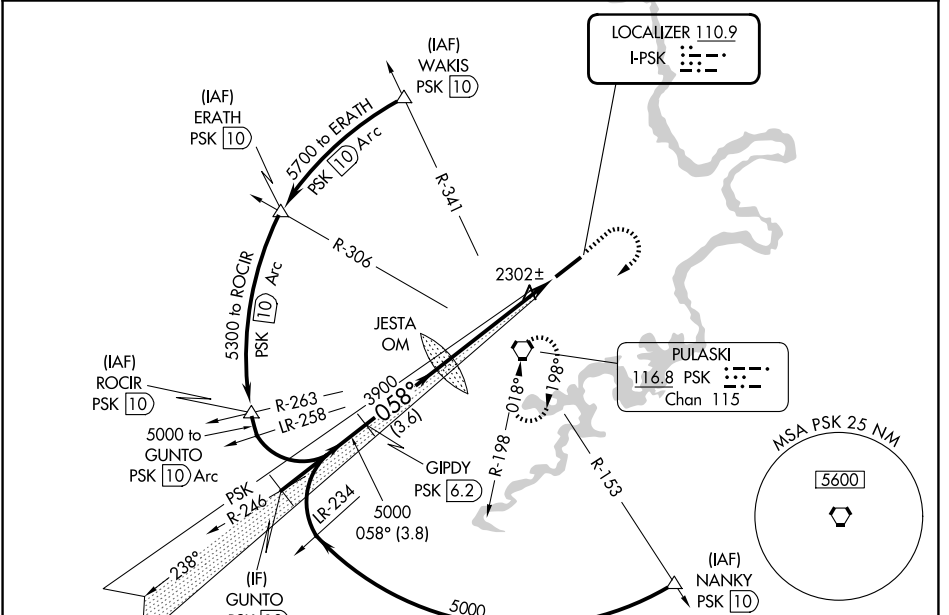 LOCALIZER 110.9
I-PSK
(IAF)
WAKIS
PSK 10
(IAF)
ERATH
PSK 10
5700 to ERATH
PSK 10 Arc
R-341
R-306
2302±
5300 to ROCIR
PSK 10 Arc
JESTA
OM
PULASKI
116.8 PSK
Chan 115
(IAF)
ROCIR
PSK 10
R-263
LR-258
3900
058°
(3.6)
018°
198°
R-198
R-153
5000 to
GUNTO
PSK 10 Arc
GIPDY
PSK 6.2
MSA PSK 25 NM
5600
PSK
R-246
LR-234
5000
058° (3.8)
238°
(IF)
GUNTO
(IAF)
NANKY
PSK 10
5000